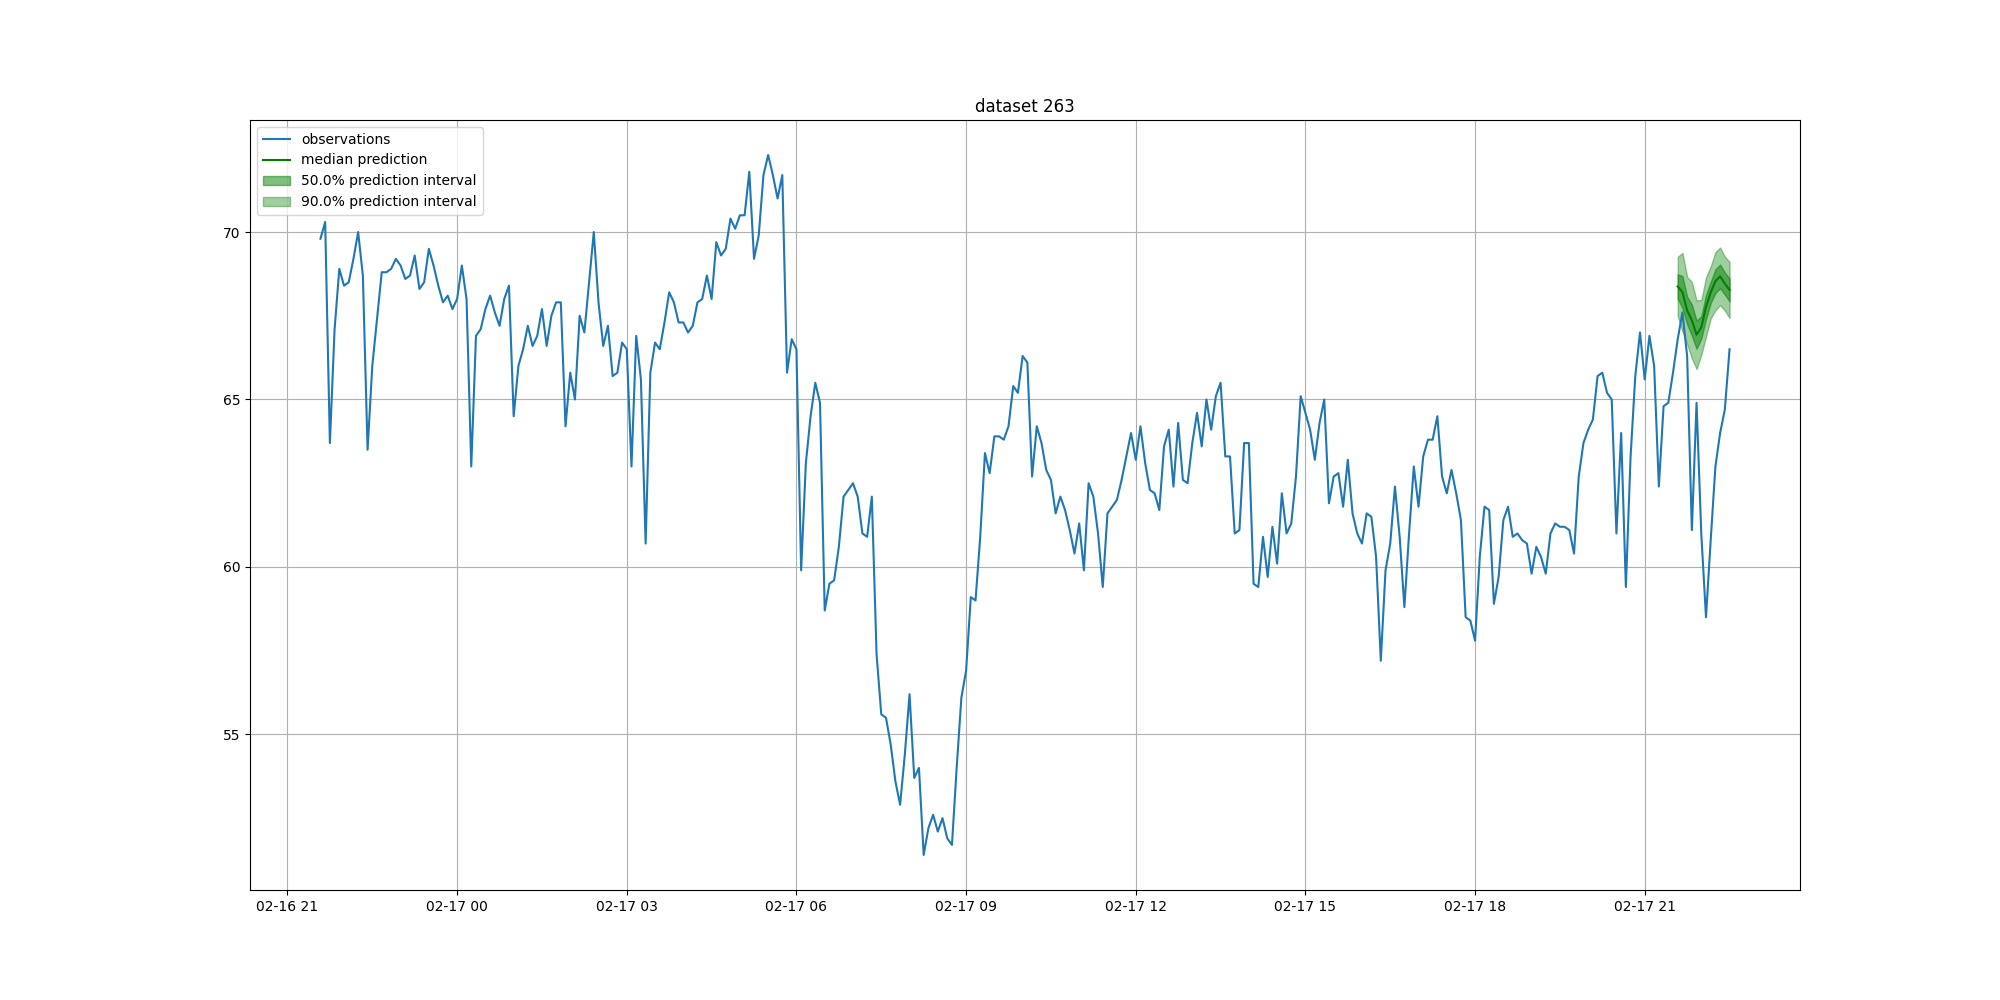 dataset 263
observations
median prediction
50.0% prediction interval
90.0% prediction interval
70
65
60
55
02-16 21
02-17 00
02-17 03
02-17 06
02-17 09
02-17 12
02-17 15
02-17 18
02-17 21